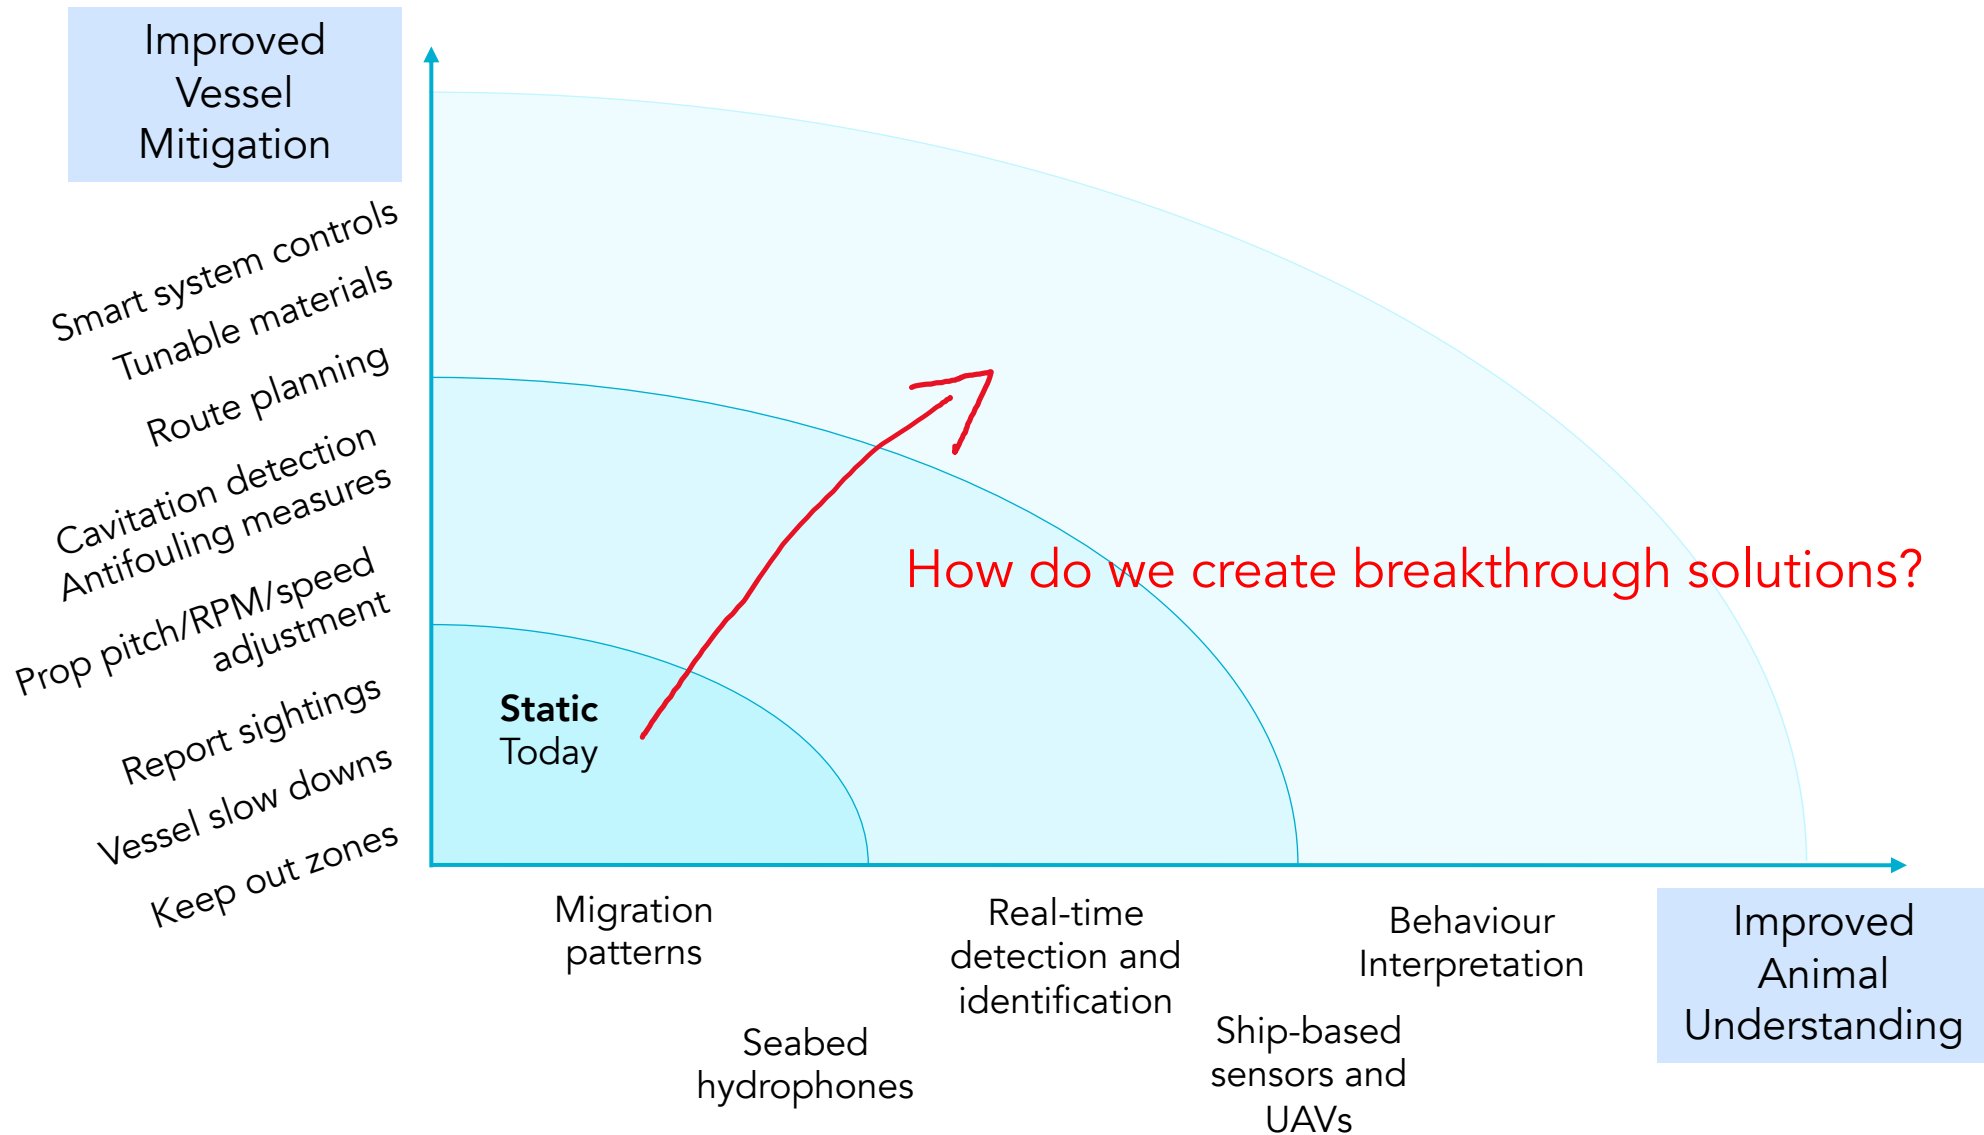 Improved
Vessel
Mitigation
Smart system controls
Tunable materials
Route planning
Cavitation detection
Antifouling measures
Prop pitch/RPM/speed
adjustment
Report sightings
Vessel slow downs
Keep out zones
Static
Today
How do we create breakthrough solutions?
Migration
patterns
Seabed
hydrophones
Real-time
detection and
identification
Ship-based
sensors and
UAVs
Behaviour
Interpretation
Improved
Animal
Understanding